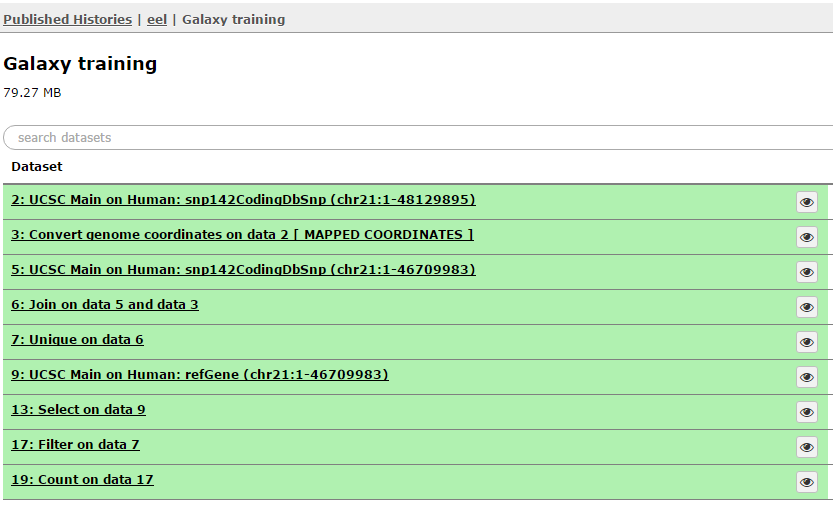 Published Histories | eel | Galaxy training
Galaxy training
79.27 MB
search datasets
Dataset
2: UCSC Main on Human: snp142CodingDbSnp (chr21:1-48129895)
3: Convert genome coordinates on data 2 [ MAPPED COORDINATES ]
5: UCSC Main on Human: snp142CodingDbSnp (chr21:1-46709983)
6: Join on data 5 and data 3
7: Unique on data 6
9: UCSC Main on Human: refGene (chr21:1-46709983)
13: Select on data 9
17: Filter on data 7
19: Count on data 17